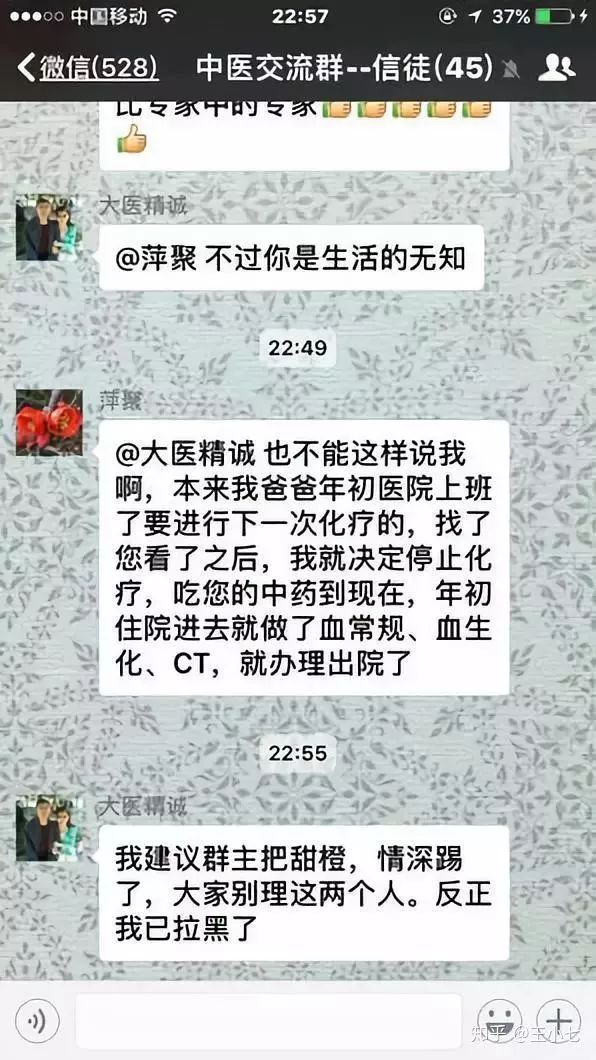 中国移动 22:57 37%
微信(528) 中医交流群--信徒(45)
比专家中的专家👍👍👍👍👍
👍
大医精诚
@萍聚 不过你是生活的无知
22:49
萍聚
@大医精诚 也不能这样说我
啊，本来我爸爸年初医院上班
了要进行下一次化疗的，找了
您看了之后，我就决定停止化
疗，吃您的中药到现在，年初
住院进去就做了血常规、血生
化、CT，就办理出院了
22:55
大医精诚
我建议群主把甜橙，情深踢
了，大家别理这两个人。反正
我已拉黑了
知乎 @王小七